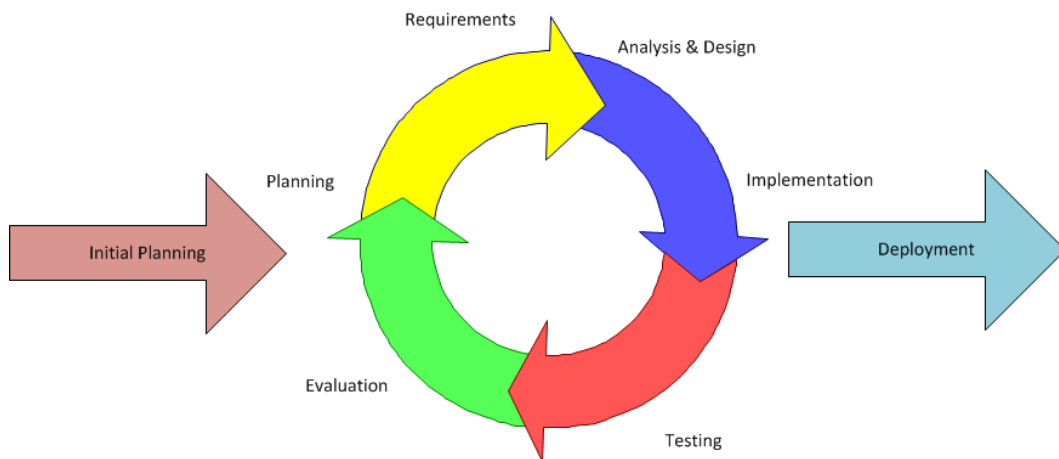 Requirements
Analysis & Design
Planning
Implementation
Initial Planning
Deployment
Evaluation
Testing